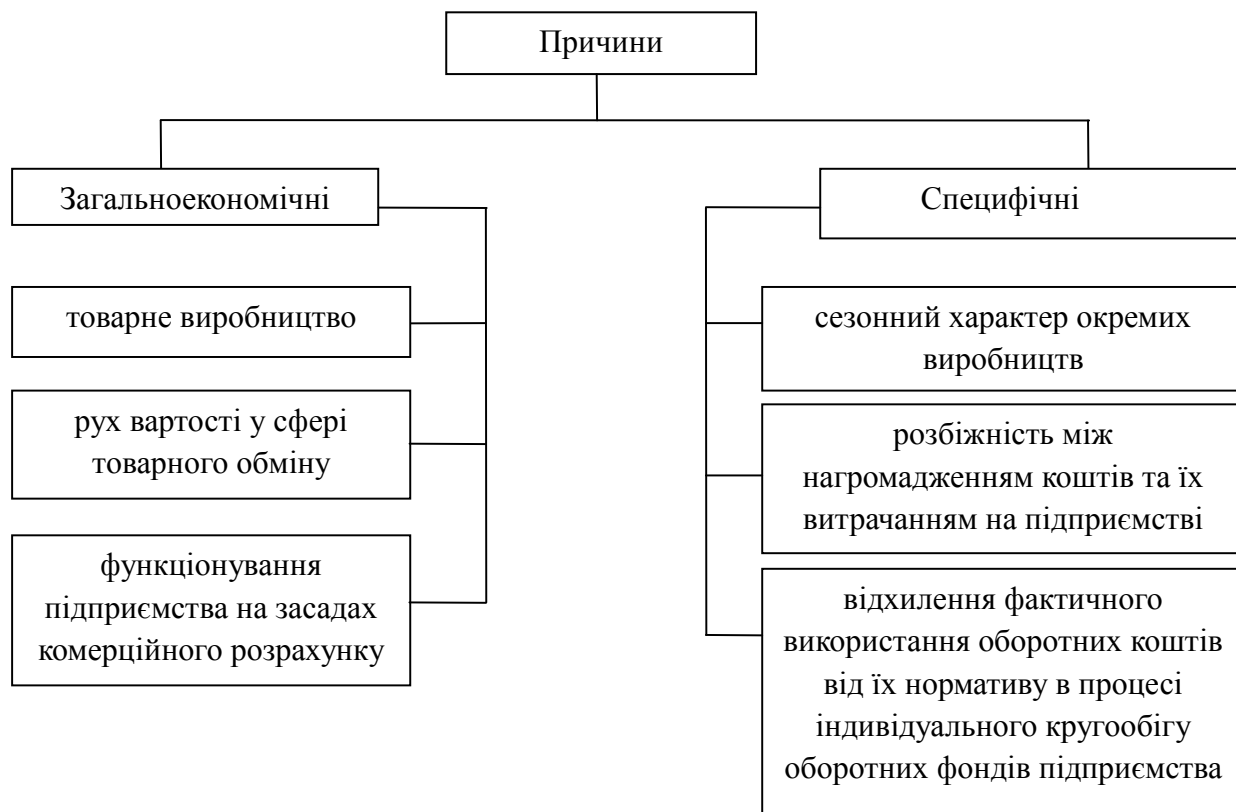 Причини
Загальноекономічні
товарне виробництво
рух вартості у сфері
товарного обміну
функціонування
підприємства на засадах
комерційного розрахунку
Специфічні
сезонний характер окремих
виробництв
розбіжність між
нагромадженням коштів та їх
витрачанням на підприємстві
відхилення фактичного
використання оборотних коштів
від їх нормативу в процесі
індивідуального кругообігу
оборотних фондів підприємства